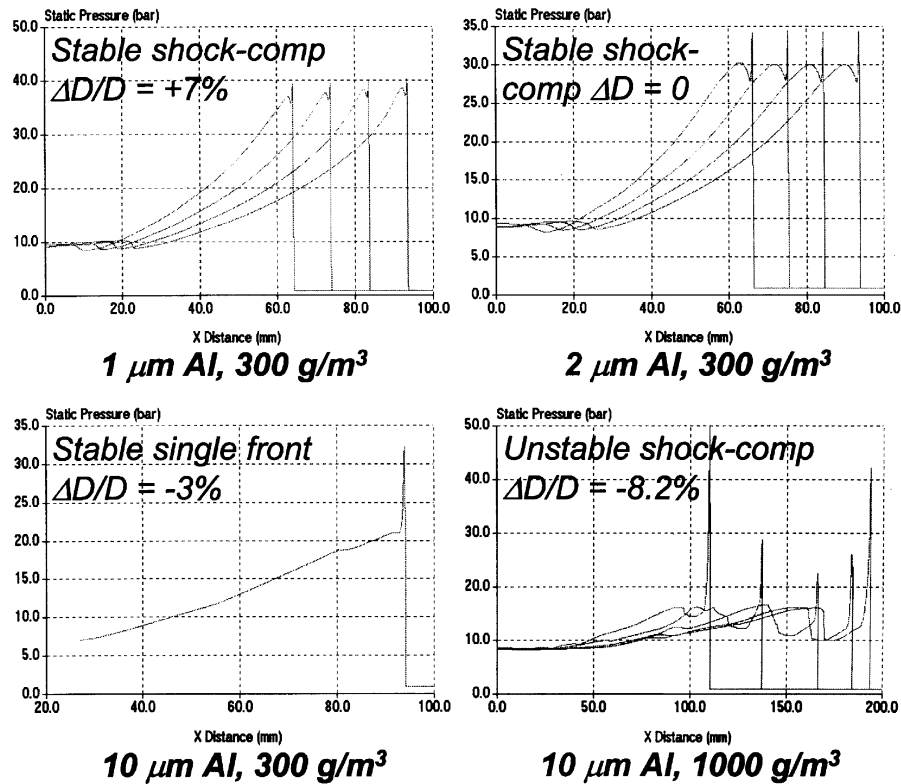 Static Pressure (bar)
50.0
40.0
30.0
20.0
10.0
0.0
0.0 20.0 40.0 60.0 80.0 100.0
Stable shock-comp
ΔD/D = +7%
X Distance (mm)
1 μm Al, 300 g/m³
Static Pressure (bar)
35.0
30.0
25.0
20.0
15.0
10.0
5.0
0.0
0.0 20.0 40.0 60.0 80.0 100.0
Stable shock-
comp ΔD = 0
X Distance (mm)
2 μm Al, 300 g/m³
Static Pressure (bar)
35.0
30.0
25.0
20.0
15.0
10.0
5.0
0.0
20.0 40.0 60.0 80.0 100.0
Stable single front
ΔD/D = -3%
X Distance (mm)
10 μm Al, 300 g/m³
Static Pressure (bar)
50.0
40.0
30.0
20.0
10.0
0.0
0.0 50.0 100.0 150.0 200.0
Unstable shock-comp
ΔD/D = -8.2%
X Distance (mm)
10 μm Al, 1000 g/m³